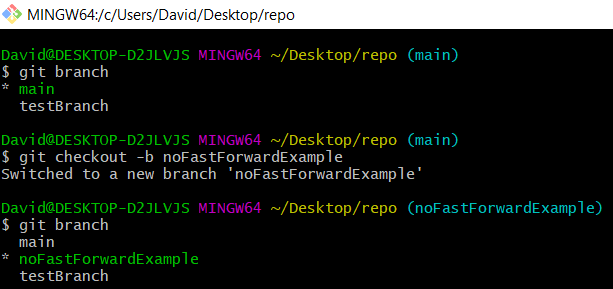 MINGW64:/c/Users/David/Desktop/repo
David@DESKTOP-D2JLVJS MINGW64 ~/Desktop/repo (main)
$ git branch
* main
  testBranch
David@DESKTOP-D2JLVJS MINGW64 ~/Desktop/repo (main)
$ git checkout -b noFastForwardExample
Switched to a new branch 'noFastForwardExample'
David@DESKTOP-D2JLVJS MINGW64 ~/Desktop/repo (noFastForwardExample)
$ git branch
  main
* noFastForwardExample
  testBranch